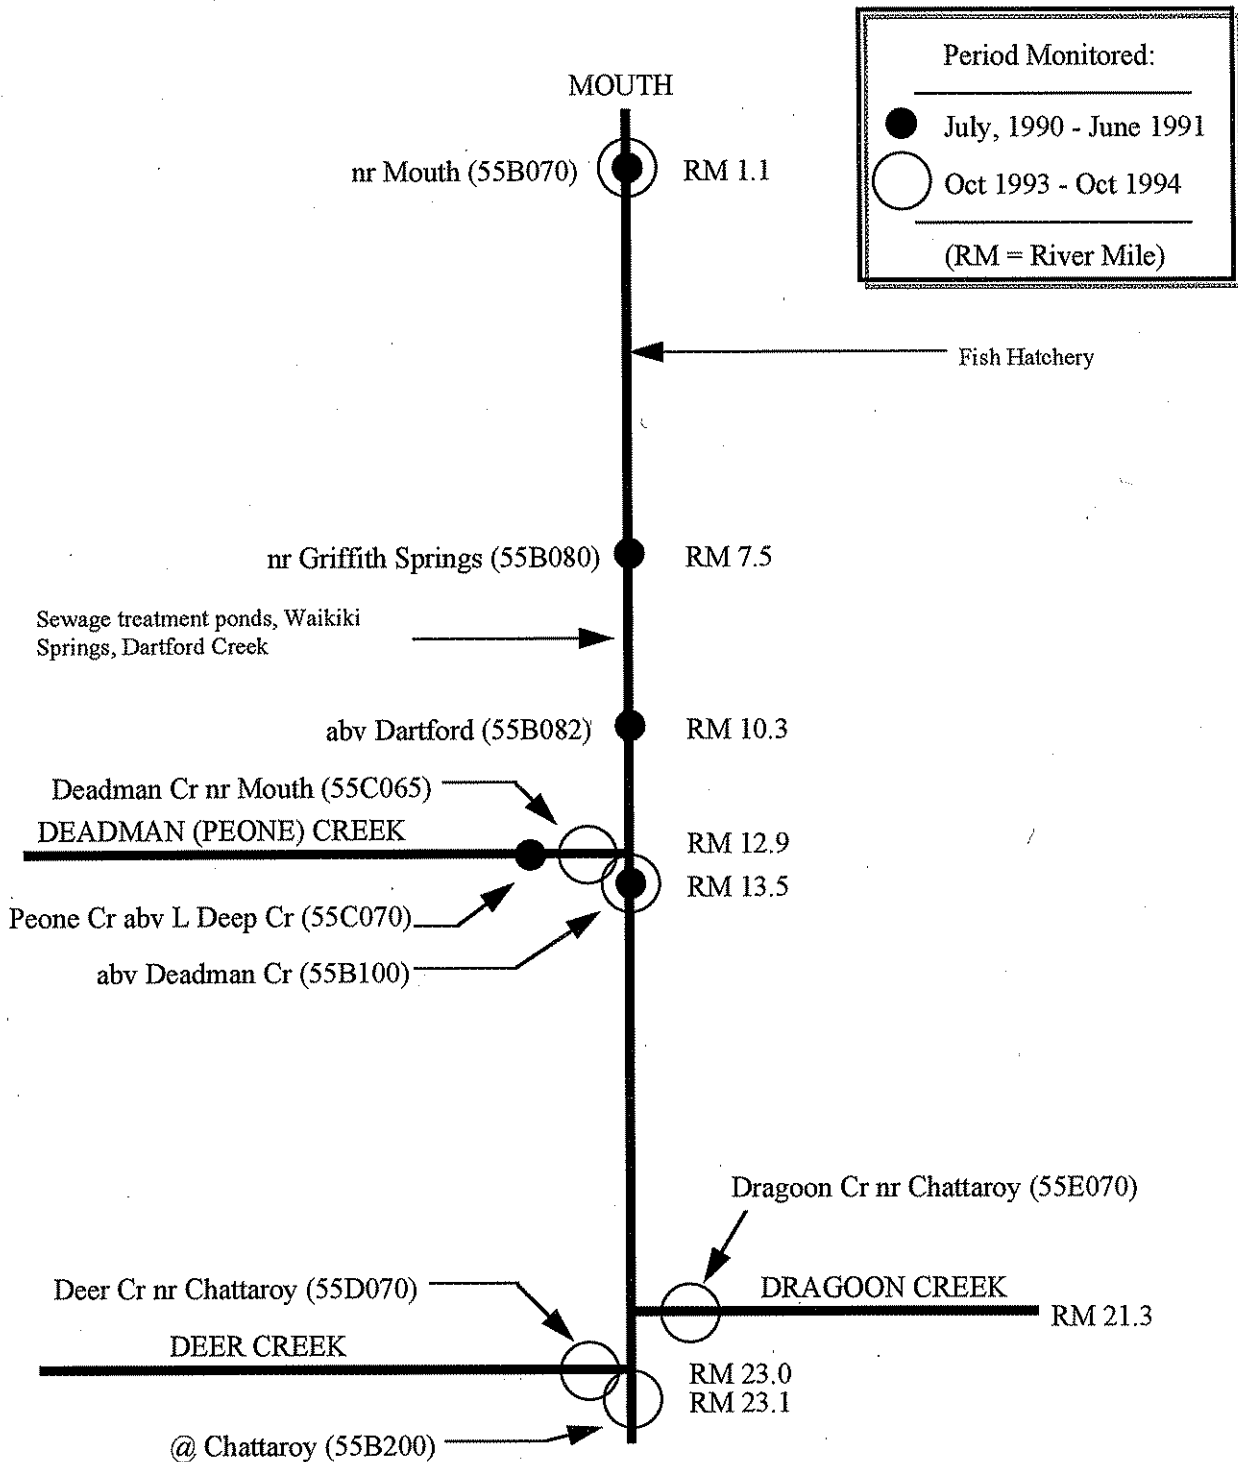 Period Monitored:
July, 1990 - June 1991
Oct 1993 - Oct 1994
(RM = River Mile)
MOUTH
nr Mouth (55B070)
RM 1.1
Fish Hatchery
nr Griffith Springs (55B080)
RM 7.5
Sewage treatment ponds, Waikiki
Springs, Dartford Creek
abv Dartford (55B082)
RM 10.3
Deadman Cr nr Mouth (55C065)
DEADMAN (PEONE) CREEK
RM 12.9
RM 13.5
Peone Cr abv L Deep Cr (55C070)
abv Deadman Cr (55B100)
Dragoon Cr nr Chattaroy (55E070)
Deer Cr nr Chattaroy (55D070)
DRAGOON CREEK
RM 21.3
DEER CREEK
RM 23.0
RM 23.1
@ Chattaroy (55B200)